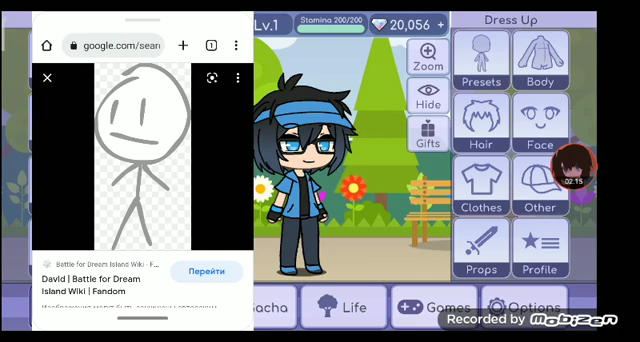 Lv.1
Stamina 200/200
20,056 +
Dress Up
google.com/sear
1
Zoom
Hide
Gifts
Presets
Body
Hair
Face
02:15
Clothes
Other
Props
Profile
Battle for Dream Island Wiki · F...
David | Battle for Dream
Island Wiki | Fandom
Перейти
acha
Life
Games
Options
Recorded by Mobizen